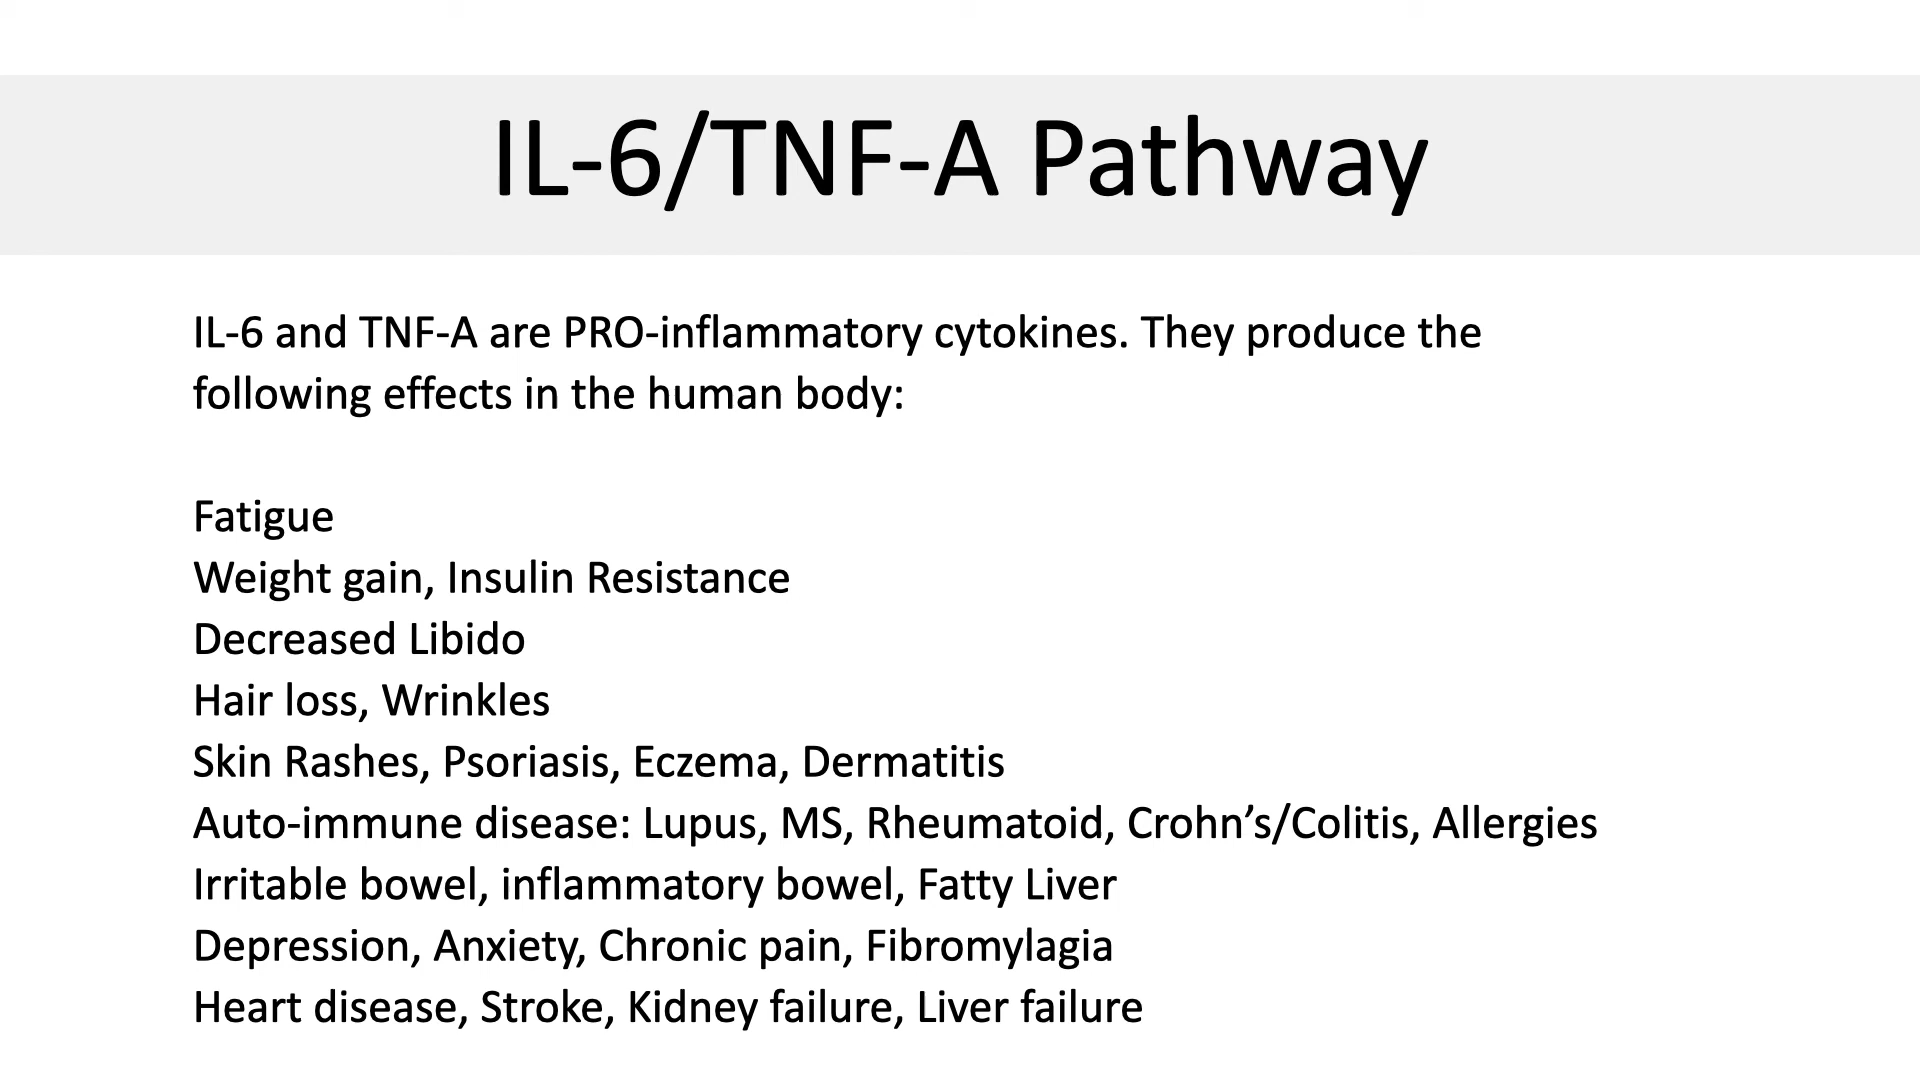 IL-6/TNF-A Pathway
IL-6 and TNF-A are PRO-inflammatory cytokines. They produce the
following effects in the human body:
Fatigue
Weight gain, Insulin Resistance
Decreased Libido
Hair loss, Wrinkles
Skin Rashes, Psoriasis, Eczema, Dermatitis
Auto-immune disease: Lupus, MS, Rheumatoid, Crohn’s/Colitis, Allergies
Irritable bowel, inflammatory bowel, Fatty Liver
Depression, Anxiety, Chronic pain, Fibromylagia
Heart disease, Stroke, Kidney failure, Liver failure